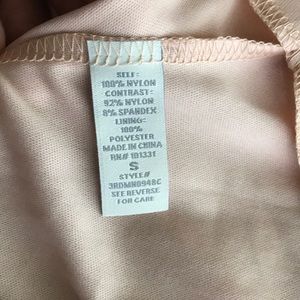 SELF:
100% NYLON
CONTRAST:
92% NYLON
8% SPANDEX
LINING:
100%
POLYESTER
MADE IN CHINA
RN# 101331
S
STYLE#
3RDMN0948C
SEE REVERSE
FOR CARE